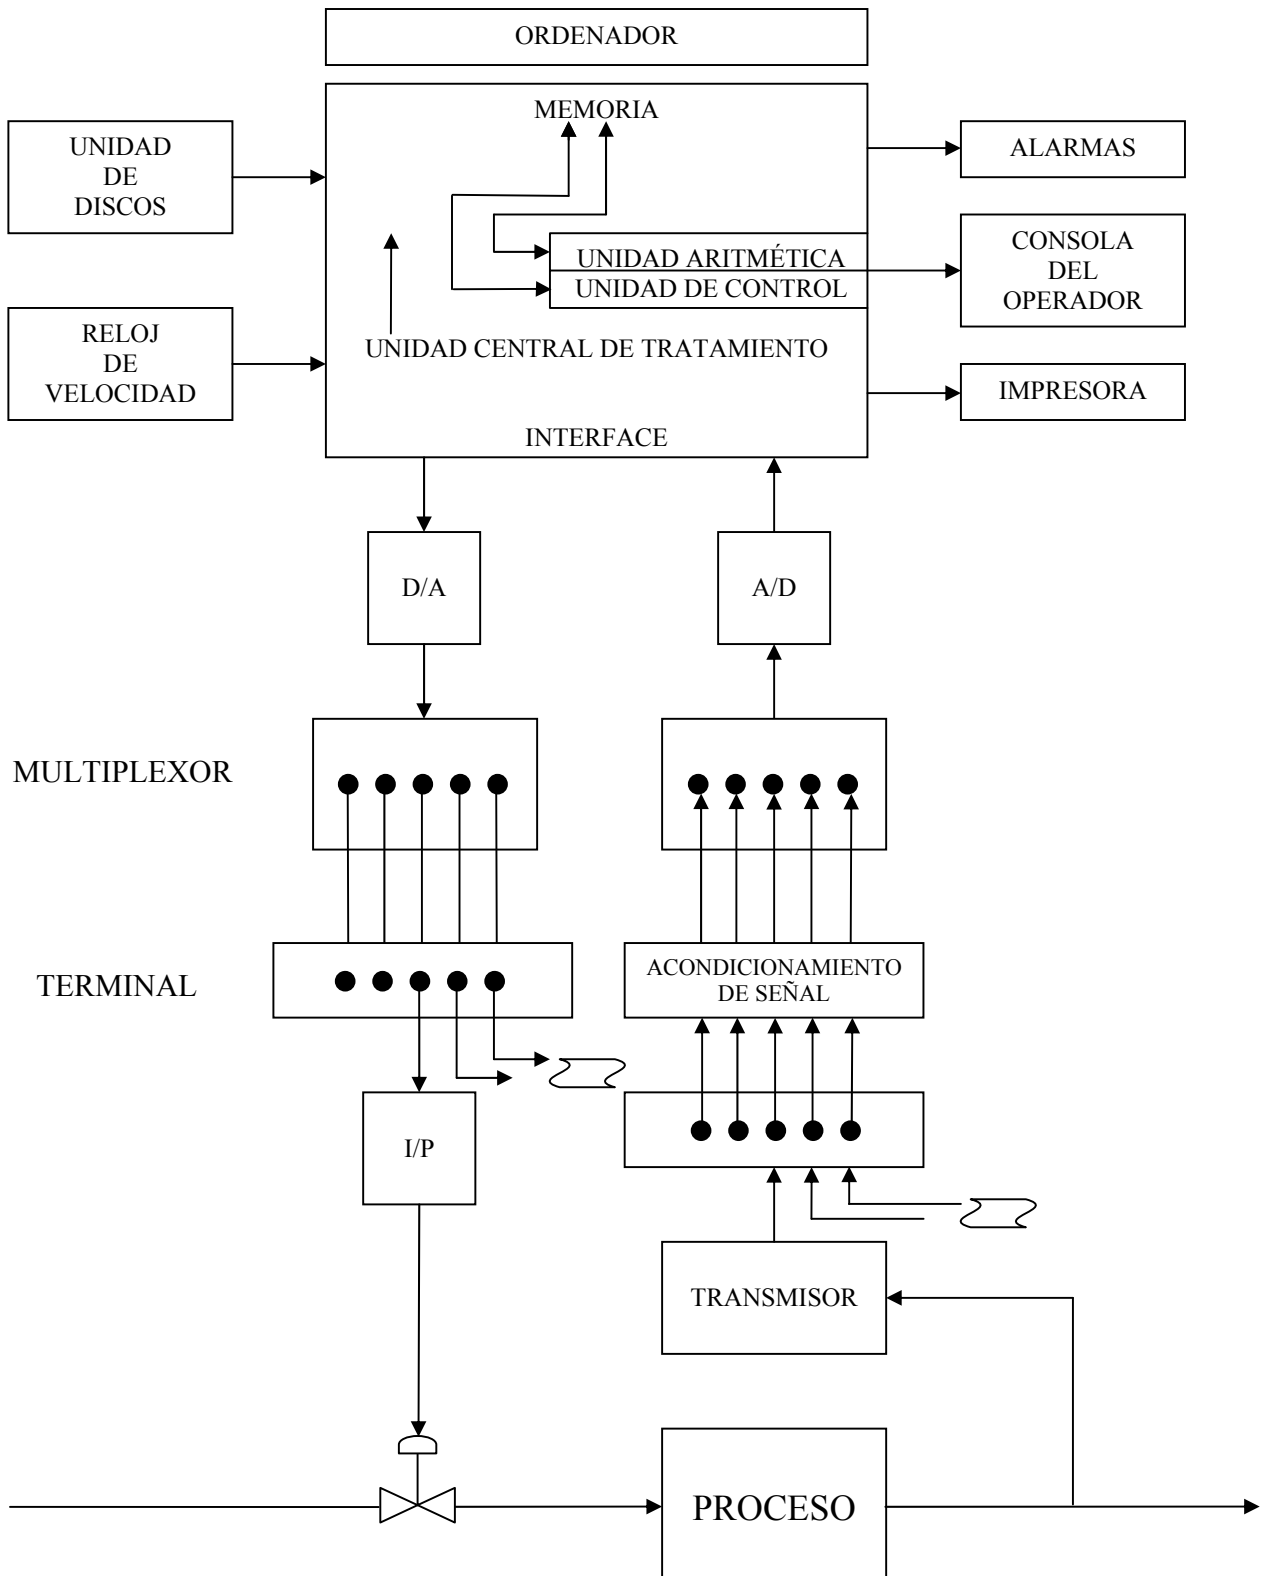 ORDENADOR
MEMORIA
UNIDAD
DE
DISCOS
ALARMAS
UNIDAD ARITMÉTICA
UNIDAD DE CONTROL
CONSOLA
DEL
OPERADOR
RELOJ
DE
VELOCIDAD
UNIDAD CENTRAL DE TRATAMIENTO
IMPRESORA
INTERFACE
D/A
A/D
MULTIPLEXOR
TERMINAL
ACONDICIONAMIENTO
DE SEÑAL
I/P
TRANSMISOR
PROCESO